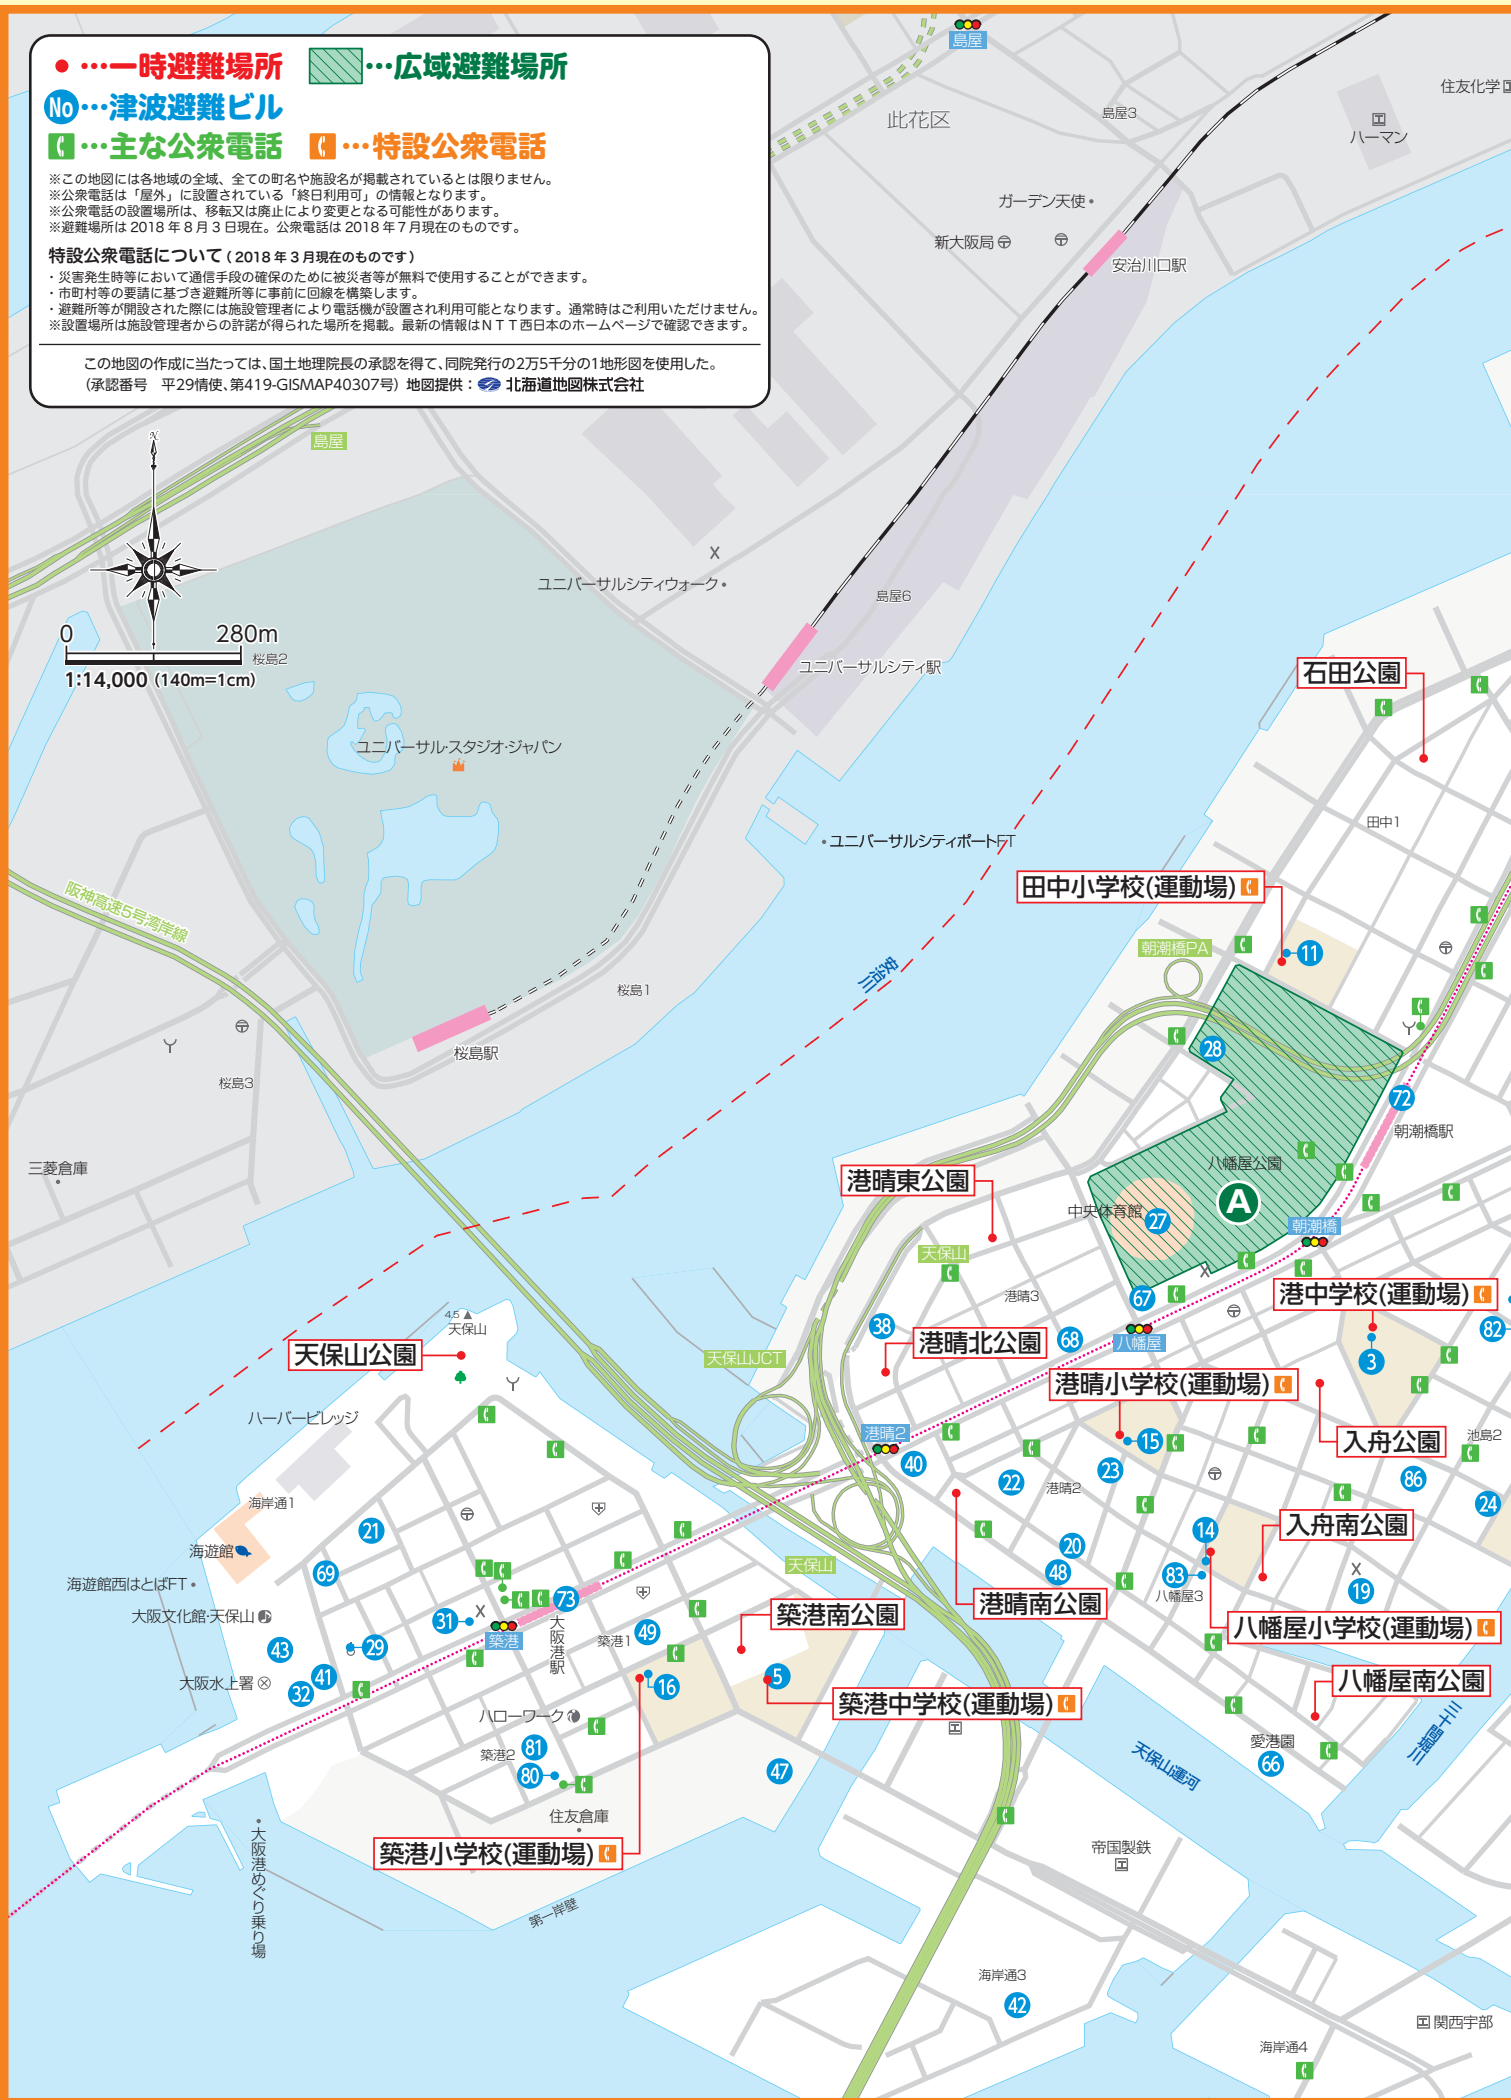 島屋
●…一時避難場所 …広域避難場所
No…津波避難ビル
…主な公衆電話 …特設公衆電話
※この地図には各地域の全域、全ての町名や施設名が掲載されているとは限りません。
※公衆電話は「屋外」に設置されている「終日利用可」の情報となります。
※公衆電話の設置場所は、移転又は廃止により変更となる可能性があります。
※避難場所は2018年8月3日現在。公衆電話は2018年7月現在のものです。
特設公衆電話について(2018年3月現在のものです)
・災害発生時等において通信手段の確保のために被災者等が無料で使用することができます。
・市町村等の要請に基づき避難所等に事前に回線を構築します。
・避難所等が開設された際には施設管理者により電話機が設置され利用可能となります。通常時はご利用いただけません。
※設置場所は施設管理者からの許諾が得られた場所を掲載。最新の情報はNTT西日本のホームページで確認できます。
この地図の作成に当たっては、国土地理院長の承認を得て、同院発行の2万5千分の1地形図を使用した。
(承認番号 平29情使、第419-GISMAP40307号) 地図提供: 北海道地図株式会社
住友化学
此花区
島屋3
ハーマン
ガーデン天使
新大阪局
安治川口駅
島屋
N
ユニバーサルシティウォーク
島屋6
0 280m
桜島2
1:14,000 (140m=1cm)
ユニバーサルシティ駅
石田公園
ユニバーサル・スタジオ・ジャパン
田中1
ユニバーサルシティポートFT
田中小学校(運動場)
阪神高速5号湾岸線
朝潮橋PA
11
安治川
桜島1
28
桜島駅
桜島3
72
朝潮橋駅
三菱倉庫
八幡屋公園
港晴東公園
A
中央体育館
27
朝潮橋
天保山
港晴3
港中学校(運動場)
67
82
45
天保山
38
68
八幡屋
港晴北公園
天保山公園
天保山JCT
3
港晴小学校(運動場)
ハーバービレッジ
港晴2
入舟公園
池島2
15
40
23
22
港晴2
86
海岸通1
24
21
14
入舟南公園
海遊館
20
天保山
69
48
83
八幡屋3
19
海遊館西はとばFT
73
港晴南公園
大阪文化館・天保山
31
築港南公園
築港
大阪港駅
築港1
49
八幡屋小学校(運動場)
43
29
41
大阪水上署
32
16
5
八幡屋南公園
築港中学校(運動場)
ハローワーク
三十間堀川
築港2
81
愛港園
天保山運河
66
47
80
住友倉庫
大阪港めぐり乗り場
築港小学校(運動場)
帝国製鉄
第一岸壁
海岸通3
42
関西宇部
海岸通4